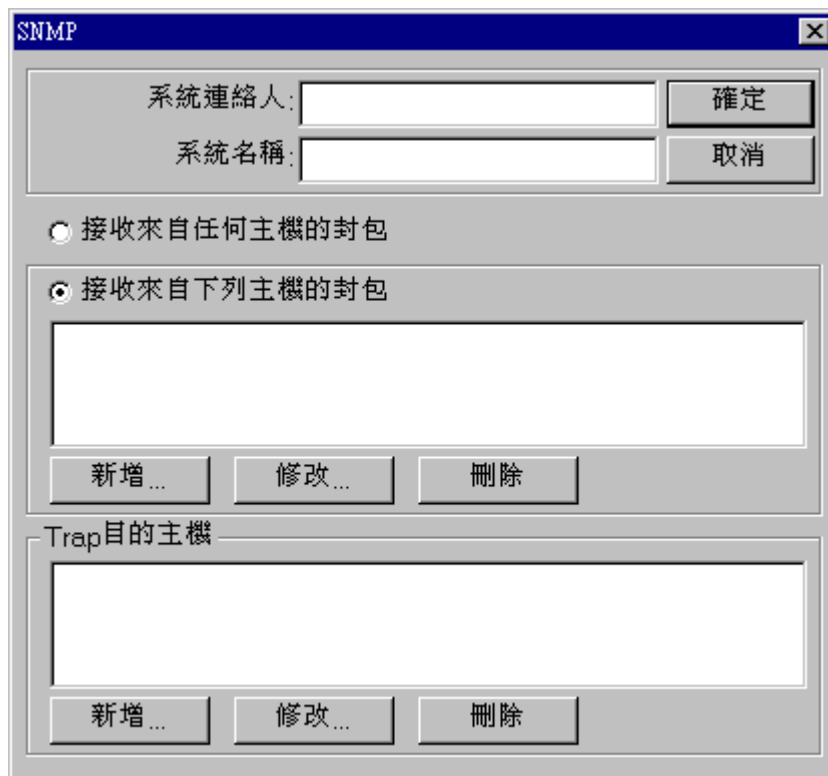 SNMP
系統連絡人:
確定
系統名稱:
取消
接收來自任何主機的封包
接收來自下列主機的封包
新增... 修改... 刪除
Trap目的主機
新增... 修改... 刪除